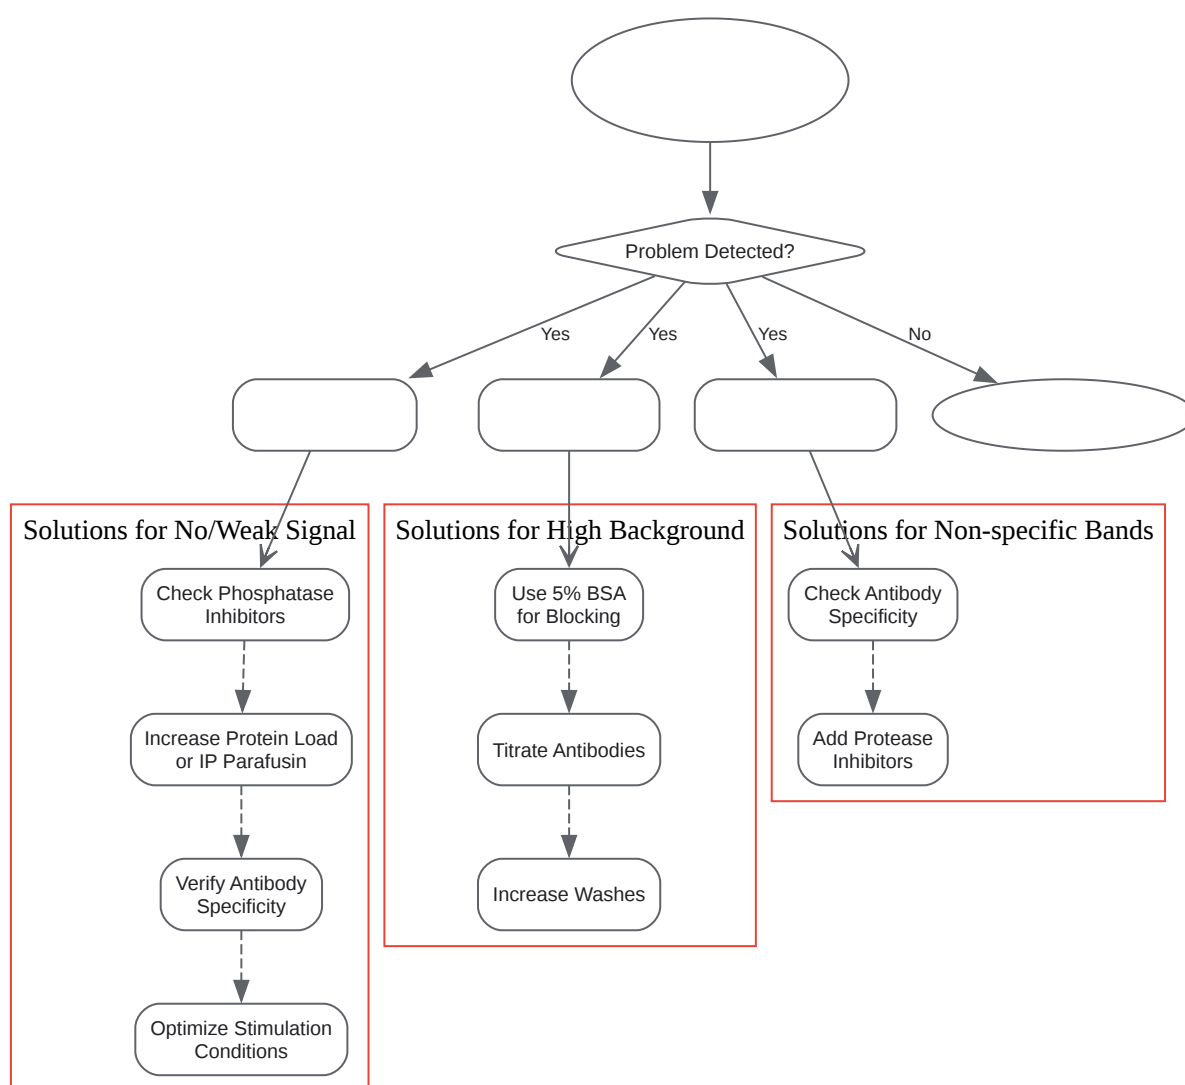 Problem Detected?
Yes
Yes
Yes
No
Solutions for No/Weak Signal
Solutions for High Background
Solutions for Non-specific Bands
Check Phosphatase
Inhibitors
Use 5% BSA
for Blocking
Check Antibody
Specificity
Increase Protein Load
or IP Parafusin
Titrate Antibodies
Add Protease
Inhibitors
Verify Antibody
Specificity
Increase Washes
Optimize Stimulation
Conditions